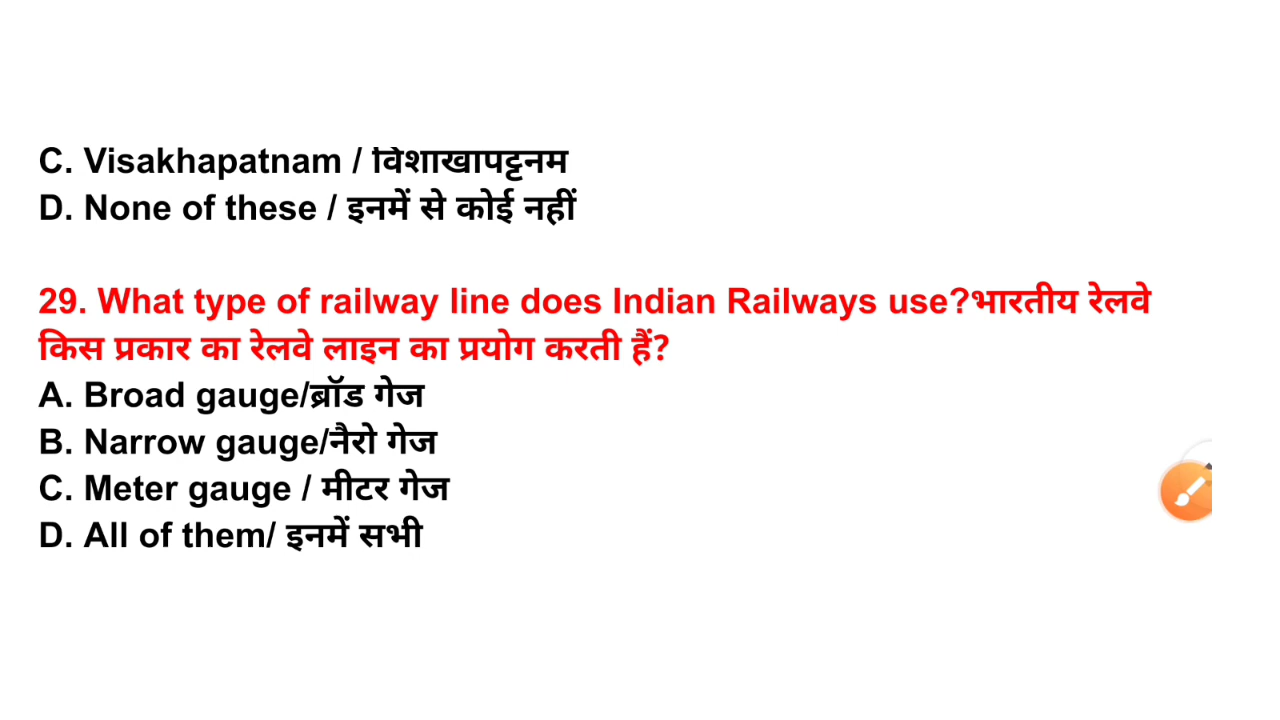 C. Visakhapatnam / विशाखापट्टनम
D. None of these / इनमें से कोई नहीं
29. What type of railway line does Indian Railways use?भारतीय रेलवे
किस प्रकार का रेलवे लाइन का प्रयोग करती हैं?
A. Broad gauge/ब्रॉड गेज
B. Narrow gauge/नैरो गेज
C. Meter gauge / मीटर गेज
D. All of them/ इनमें सभी